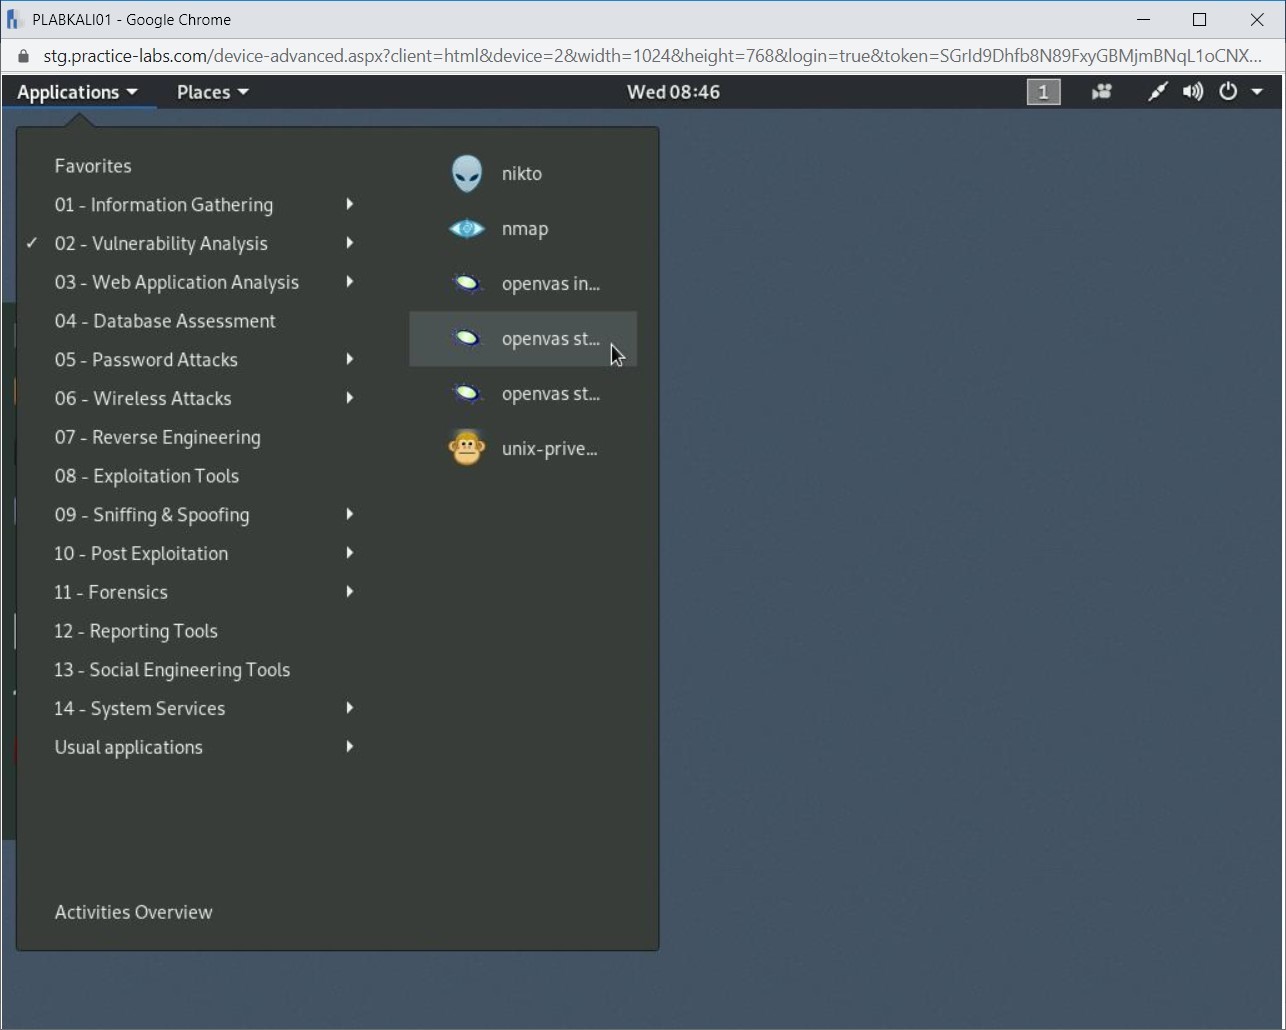 PLABKALI01 - Google Chrome
stg.practice-labs.com/device-advanced.aspx?client=html&device=2&width=1024&height=768&login=true&token=SGrId9Dhfb8N89FxyGBMjmBNqL1oCNX...
Applications Places Wed 08:46 1
Favorites
01 - Information Gathering
✓ 02 - Vulnerability Analysis
03 - Web Application Analysis
04 - Database Assessment
05 - Password Attacks
06 - Wireless Attacks
07 - Reverse Engineering
08 - Exploitation Tools
09 - Sniffing & Spoofing
10 - Post Exploitation
11 - Forensics
12 - Reporting Tools
13 - Social Engineering Tools
14 - System Services
Usual applications
Activities Overview
nikto
nmap
openvas in...
openvas st...
openvas st...
unix-prive...